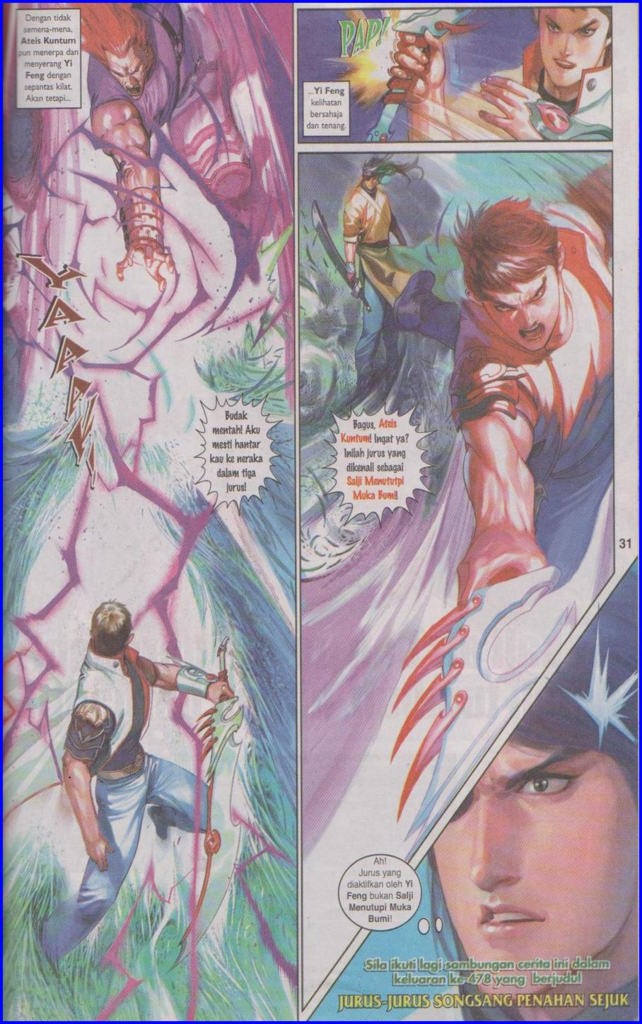 Dengan tidak
semena-mena,
Ateis Kuntum
pun menerpa dan
menyerang Yi
Feng dengan
sepantas kilat.
Akan tetapi...
YAPPP!
Budak
mentah! Aku
mesti hantar
kau ke neraka
dalam tiga
jurus!
PAP!
...Yi Feng
kelihatan
bersahaja
dan tenang.
Bagus, Ateis
Kuntum! Ingat ya?
Inilah jurus yang
dikenali sebagai
Salji Menututpi
Muka Bumi!
31
Ah!
Jurus yang
diaktifkan oleh Yi
Feng bukan Salji
Menutupi Muka
Bumi!
Sila ikuti lagi sambungan cerita ini dalam
keluaran ke-478 yang berjudul
JURUS-JURUS SONGSANG PENAHAN SEJUK